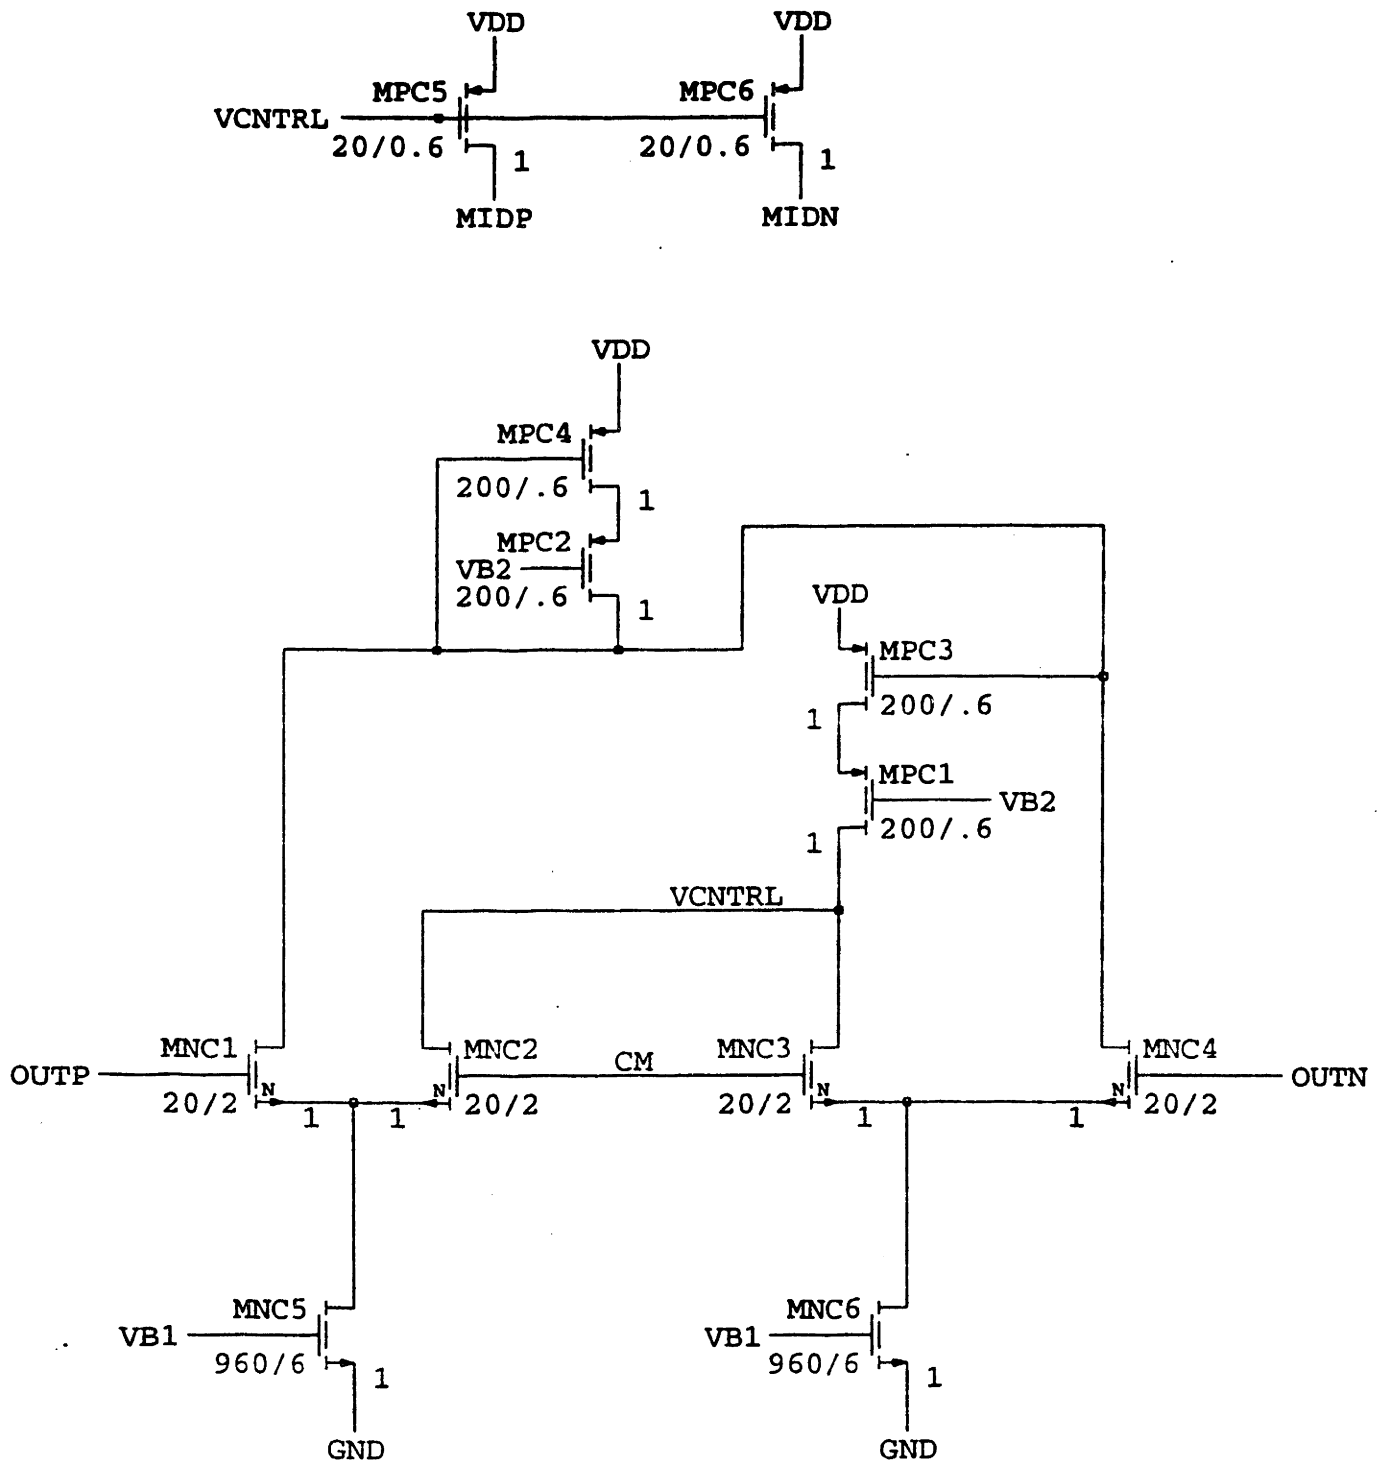 VDD VDD
MPC5 MPC6
VCNTRL
20/0.6 1 20/0.6 1
MIDP MIDN
VDD
MPC4
200/.6 1
MPC2
VB2
200/.6 1
VDD
MPC3
200/.6
1
MPC1
VB2
200/.6
1
VCNTRL
MNC1 MNC2 CM MNC3 MNC4
OUTP N N N N OUTN
20/2 1 1 20/2 20/2 1 1 20/2
MNC5 MNC6
VB1 VB1
960/6 1 960/6 1
GND GND